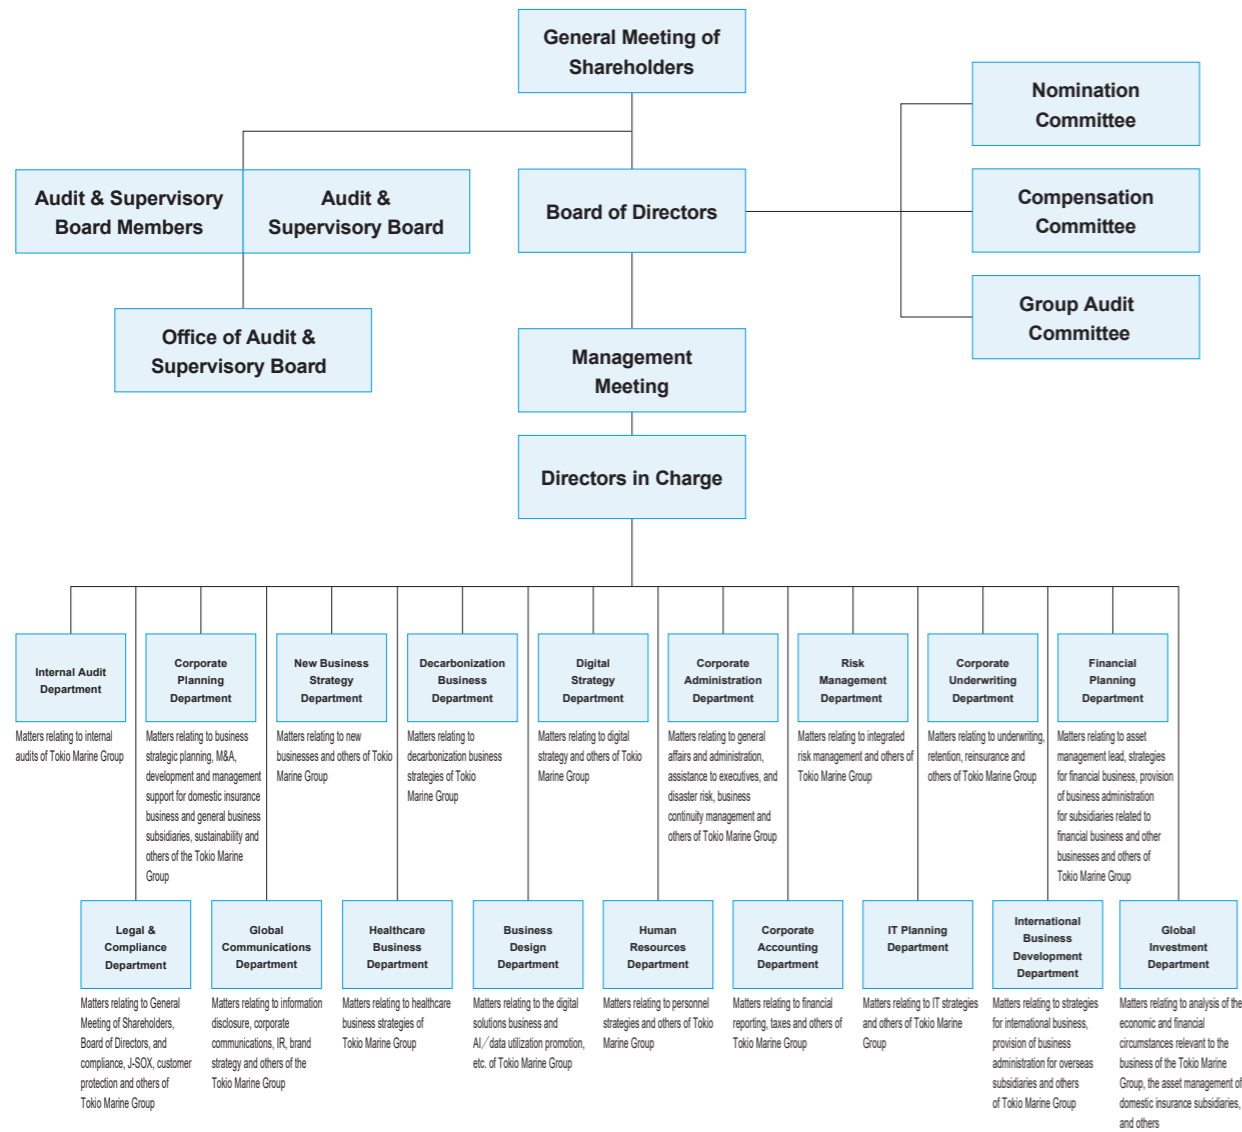 General Meeting of
Shareholders
Nomination
Committee
Audit & Supervisory
Board Members
Audit &
Supervisory Board
Board of Directors
Compensation
Committee
Group Audit
Committee
Office of Audit &
Supervisory Board
Management
Meeting
Directors in Charge
Internal Audit
Department
Matters relating to internal
audits of Tokio Marine Group
Corporate
Planning
Department
Matters relating to business
strategic planning, M&A,
development and management
support for domestic insurance
business and general business
subsidiaries, sustainability and
others of the Tokio Marine
Group
New Business
Strategy
Department
Matters relating to new
businesses and others of Tokio
Marine Group
Decarbonization
Business
Department
Matters relating to
decarbonization business
strategies of Tokio
Marine Group
Digital
Strategy
Department
Matters relating to digital
strategy and others of Tokio
Marine Group
Corporate
Administration
Department
Matters relating to general
affairs and administration,
assistance to executives, and
disaster risk, business
continuity management and
others of Tokio Marine Group
Risk
Management
Department
Matters relating to integrated
risk management and others of
Tokio Marine Group
Corporate
Underwriting
Department
Matters relating to underwriting,
retention, reinsurance and
others of Tokio Marine Group
Financial
Planning
Department
Matters relating to asset
management lead, strategies
for financial business, provision
of business administration
for subsidiaries related to
financial business and other
businesses and others of
Tokio Marine Group
Legal &
Compliance
Department
Matters relating to General
Meeting of Shareholders,
Board of Directors, and
compliance, J-SOX, customer
protection and others of
Tokio Marine Group
Global
Communications
Department
Matters relating to information
disclosure, corporate
communications, IR, brand
strategy and others of the
Tokio Marine Group
Healthcare
Business
Department
Matters relating to healthcare
business strategies of
Tokio Marine Group
Business
Design
Department
Matters relating to the digital
solutions business and
AI／data utilization promotion,
etc. of Tokio Marine Group
Human
Resources
Department
Matters relating to personnel
strategies and others of Tokio
Marine Group
Corporate
Accounting
Department
Matters relating to financial
reporting, taxes and others of
Tokio Marine Group
IT Planning
Department
Matters relating to IT strategies
and others of Tokio Marine
Group
International
Business
Development
Department
Matters relating to strategies
for international business,
provision of business
administration for overseas
subsidiaries and others
of Tokio Marine Group
Global
Investment
Department
Matters relating to analysis of the
economic and financial
circumstances relevant to the
business of the Tokio Marine
Group, the asset management of
domestic insurance subsidiaries,
and others